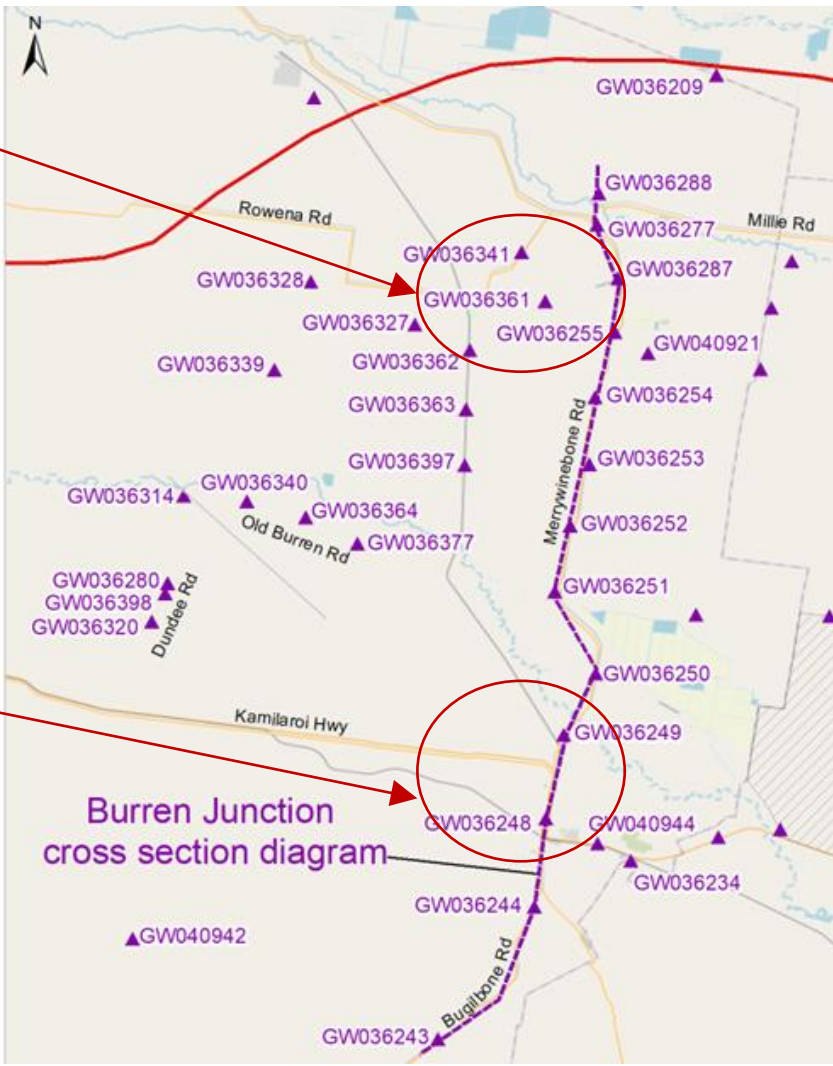 N
GW036209
GW036288
Rowena Rd
GW036277
Millie Rd
GW036341
GW036287
GW036328
GW036361
GW036327
GW036255
GW040921
GW036362
GW036339
GW036254
GW036363
Merrywinebone Rd
GW036397
GW036253
GW036314
GW036340
GW036364
Old Burren Rd
GW036252
GW036377
GW036280
GW036398
GW036320
Dundee Rd
GW036251
GW036250
Kamilaroi Hwy
GW036249
Burren Junction
cross section diagram
GW036248
GW040944
GW036234
GW036244
GW040942
Bugilbone Rd
GW036243